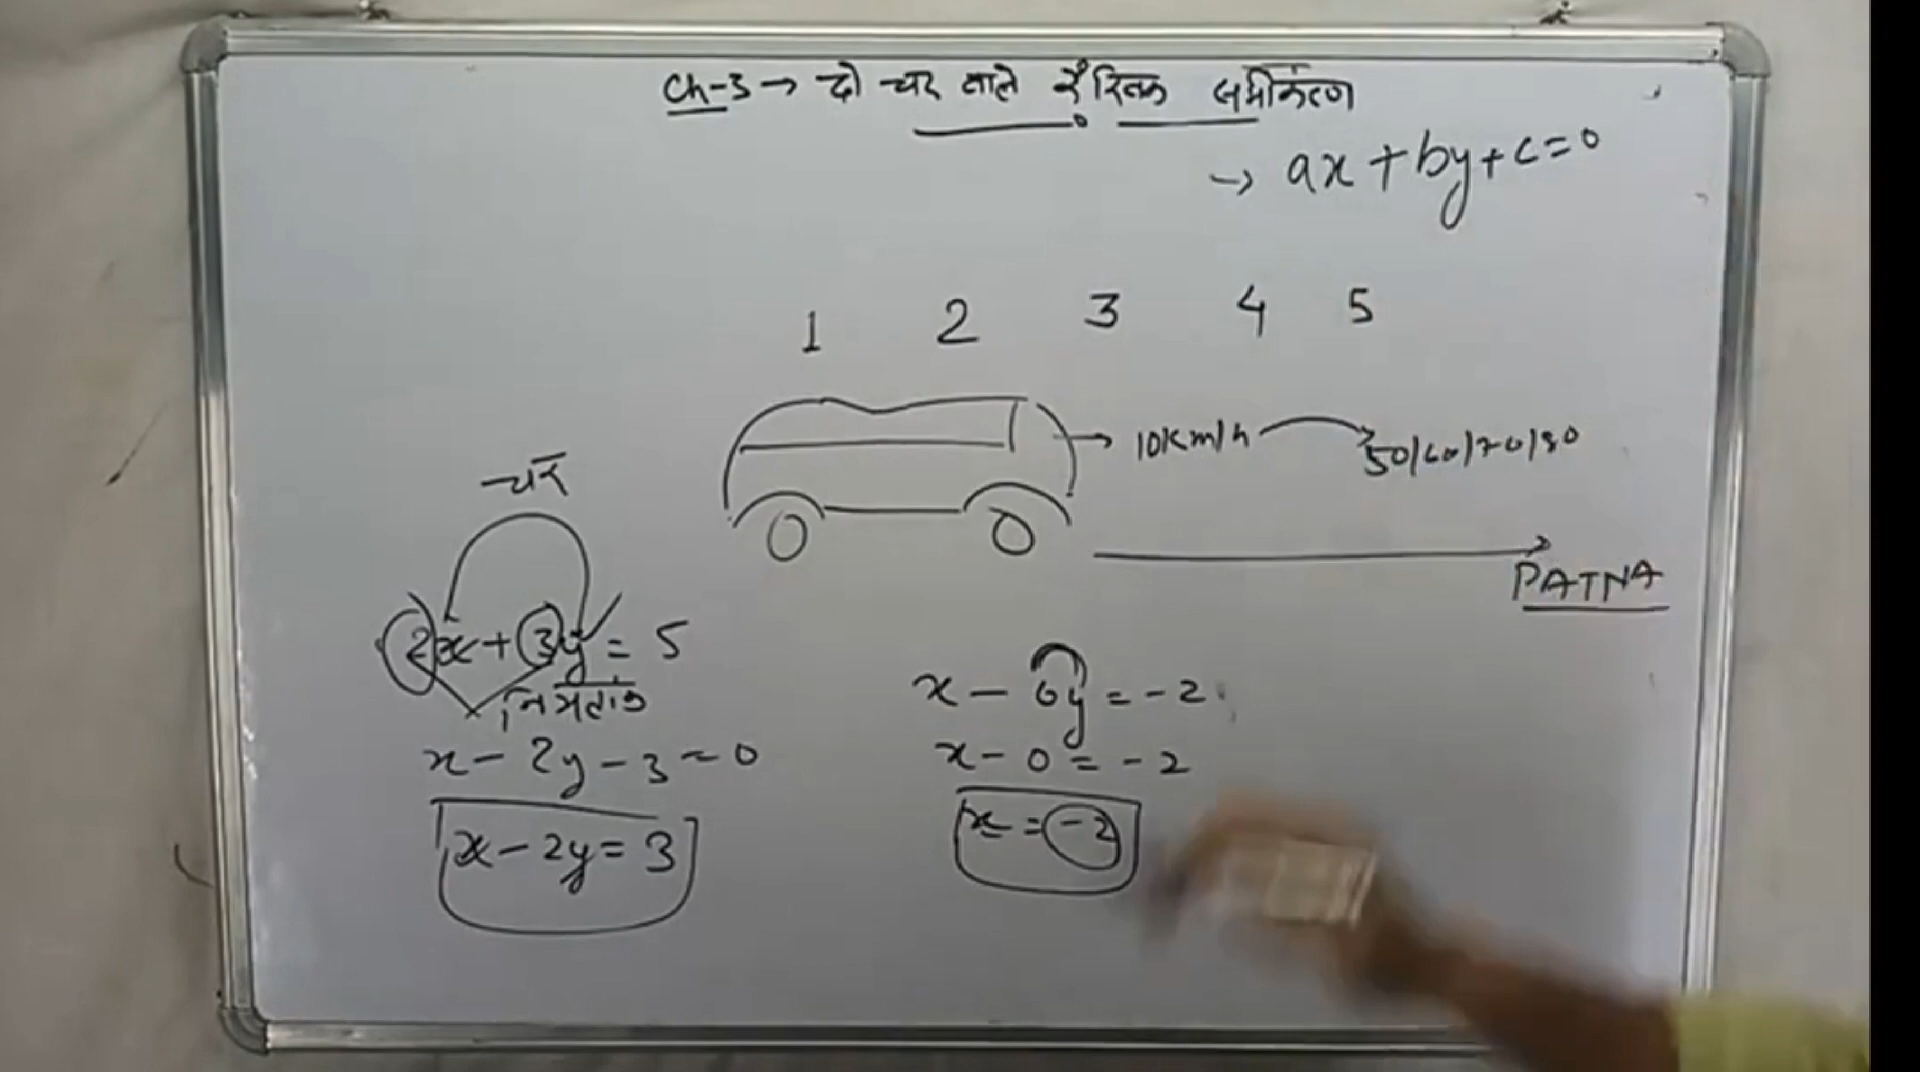 Ch-3 → दो चर वाले रैखिक समीकरण
→ ax + by + c = 0
1 2 3 4 5
→ 10Km/h 50/60/70/80
PATNA
चर
2x + 3y = 5
नियतांक
x - 2y - 3 = 0
x - 2y = 3
x - 0y = -2
x - 0 = -2
x = -2